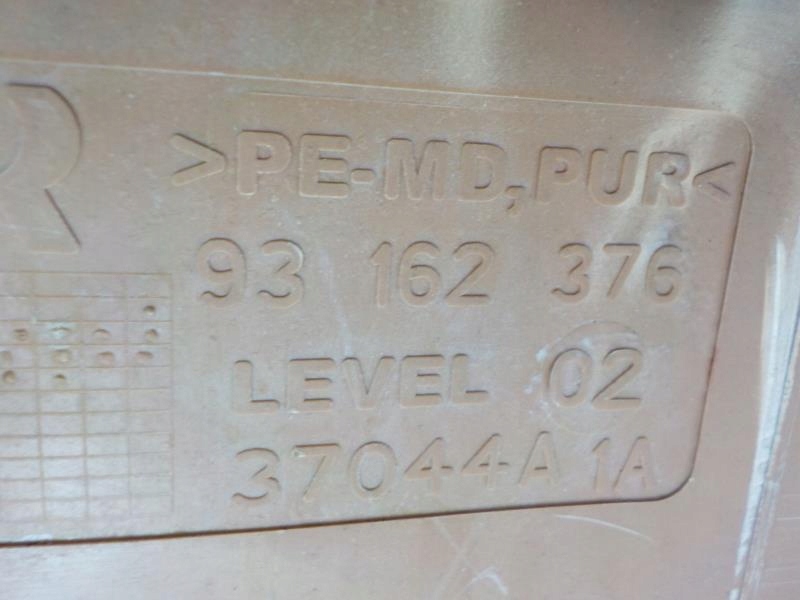 R
>PE-MD,PUR<
93 162 376
LEVEL 02
37044A 1A